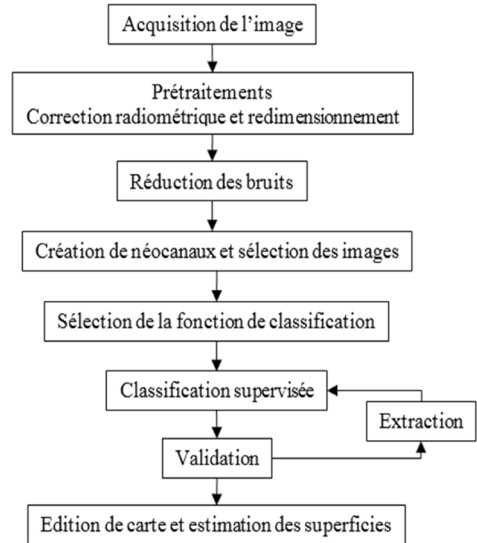 Acquisition de l'image
Prétraitements
Correction radiométrique et redimensionnement
Réduction des bruits
Création de néocanaux et sélection des images
Sélection de la fonction de classification
Classification supervisée
Extraction
Validation
Edition de carte et estimation des superficies